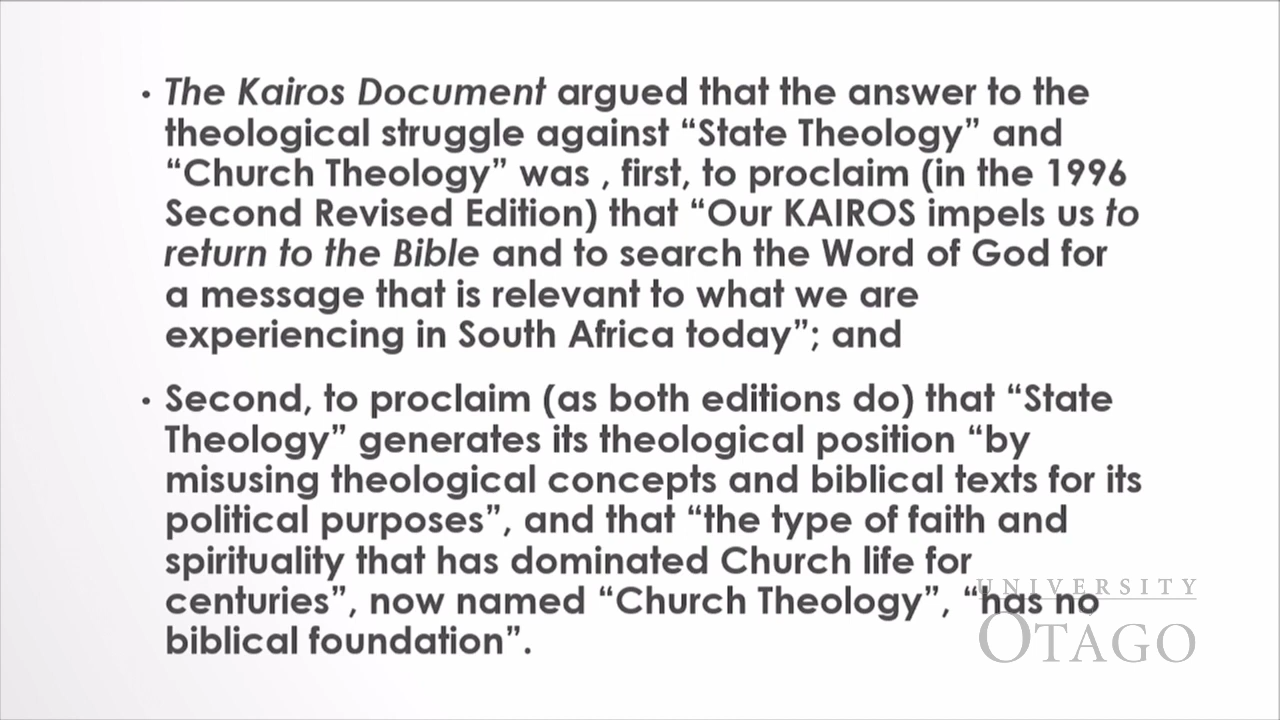 • The Kairos Document argued that the answer to the
theological struggle against “State Theology” and
“Church Theology” was , first, to proclaim (in the 1996
Second Revised Edition) that “Our KAIROS impels us to
return to the Bible and to search the Word of God for
a message that is relevant to what we are
experiencing in South Africa today”; and
• Second, to proclaim (as both editions do) that “State
Theology” generates its theological position “by
misusing theological concepts and biblical texts for its
political purposes”, and that “the type of faith and
spirituality that has dominated Church life for
centuries”, now named “Church Theology”, “has no
biblical foundation”.
UNIVERSITY
OTAGO